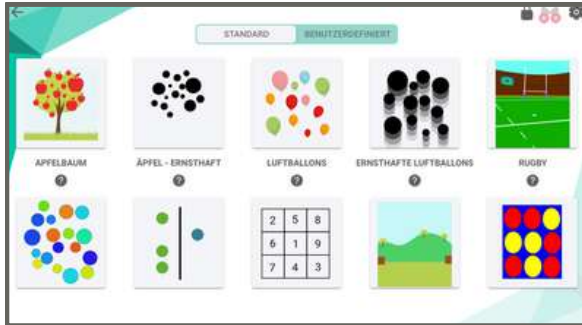 STANDARD BENUTZERDEFINIERT
APFELBAUM ÄPFEL - ERNSTHAFT LUFTBALLONS ERNSTHAFTE LUFTBALLONS RUGBY
? ? ? ? ?
2 5 8
6 1 9
7 4 3